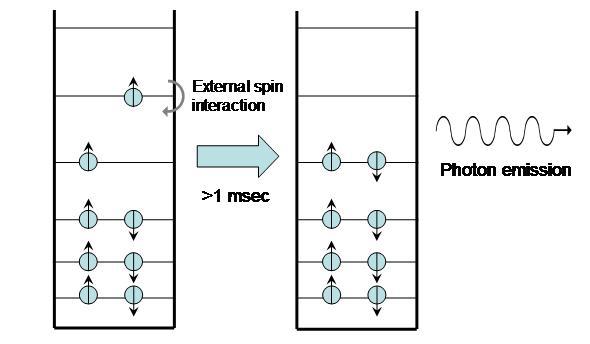 External spin
interaction
>1 msec
Photon emission